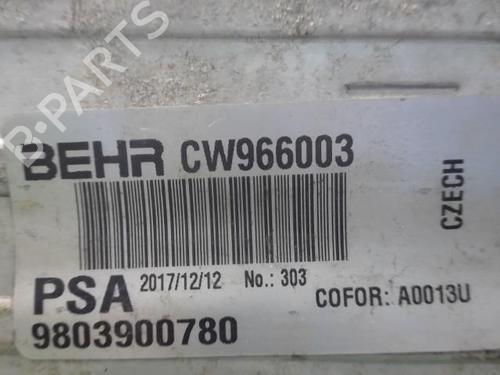 B-PARTS
BEHR CW966003
CZECH
PSA 2017/12/12 No.: 303
COFOR: A0013U
9803900780